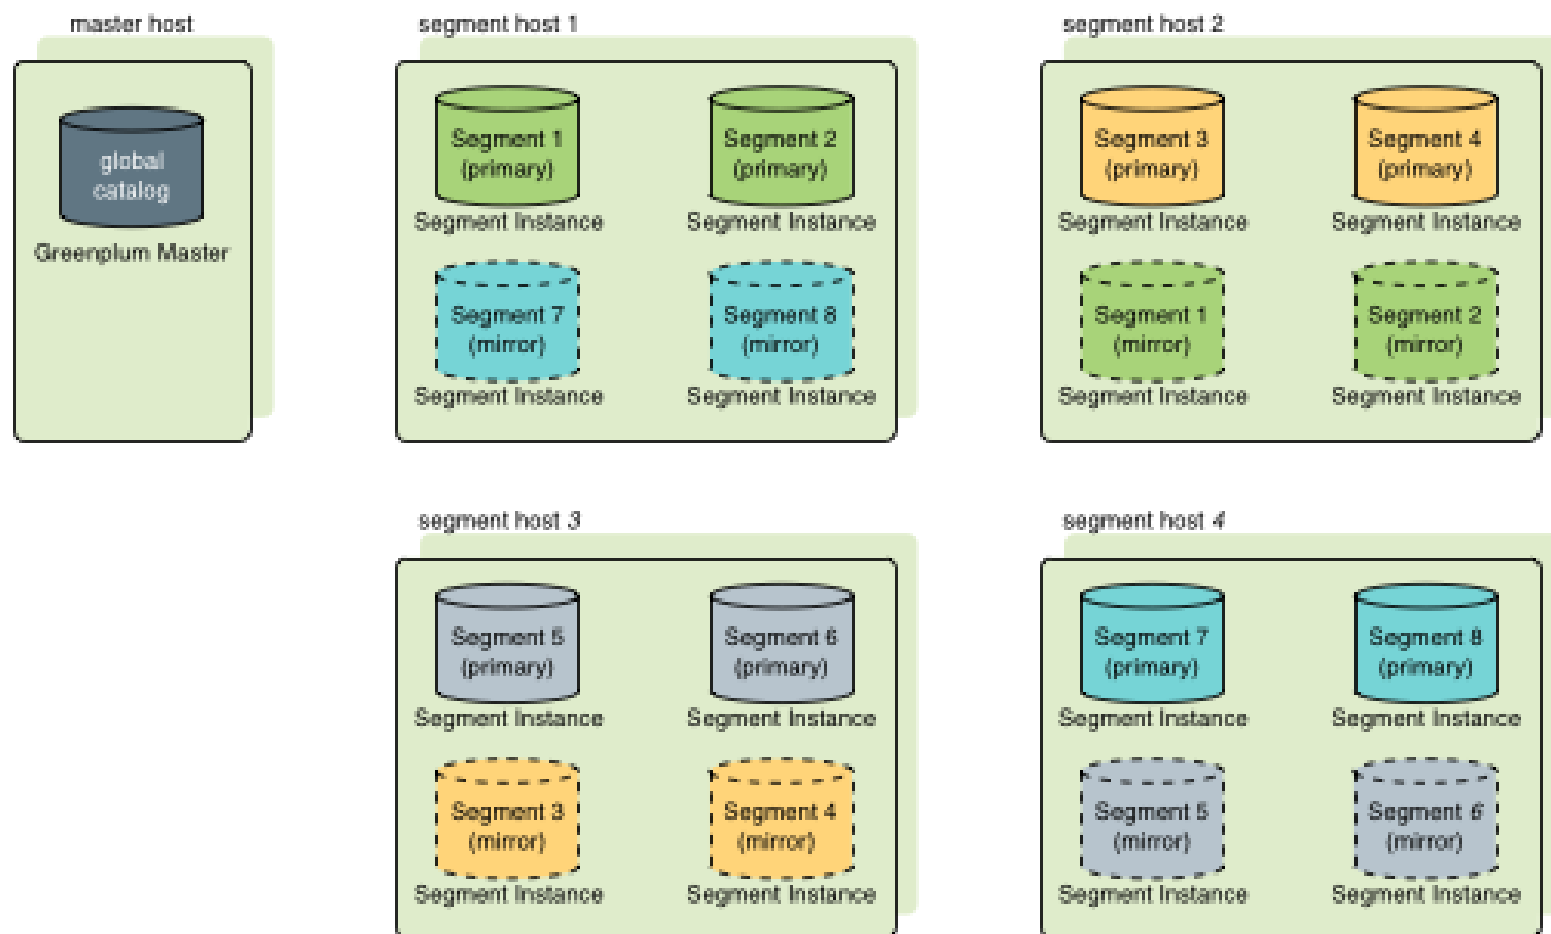 master host
global
catalog
Greenplum Master
segment host 1
Segment 1
(primary)
Segment Instance
Segment 2
(primary)
Segment Instance
Segment 7
(mirror)
Segment Instance
Segment 8
(mirror)
Segment Instance
segment host 2
Segment 3
(primary)
Segment Instance
Segment 4
(primary)
Segment Instance
Segment 1
(mirror)
Segment Instance
Segment 2
(mirror)
Segment Instance
segment host 3
Segment 5
(primary)
Segment Instance
Segment 6
(primary)
Segment Instance
Segment 3
(mirror)
Segment Instance
Segment 4
(mirror)
Segment Instance
segment host 4
Segment 7
(primary)
Segment Instance
Segment 8
(primary)
Segment Instance
Segment 5
(mirror)
Segment Instance
Segment 6
(mirror)
Segment Instance